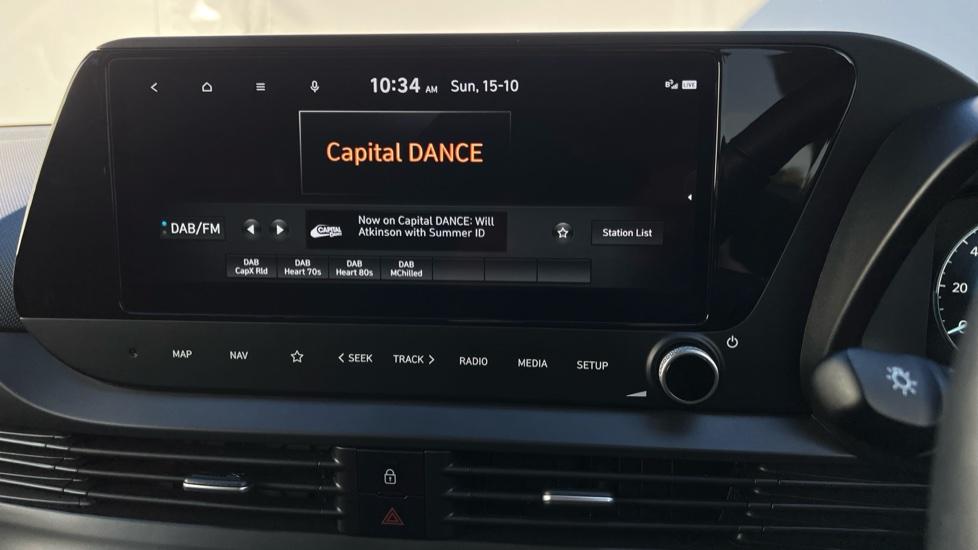 10:34 AM Sun, 15-10
LIVE
Capital DANCE
DAB/FM
CAPITAL
Now on Capital DANCE: Will
Atkinson with Summer ID
Station List
DAB
CapX Rld
DAB
Heart 70s
DAB
Heart 80s
DAB
MChilled
MAP
NAV
SEEK
TRACK
RADIO
MEDIA
SETUP
20